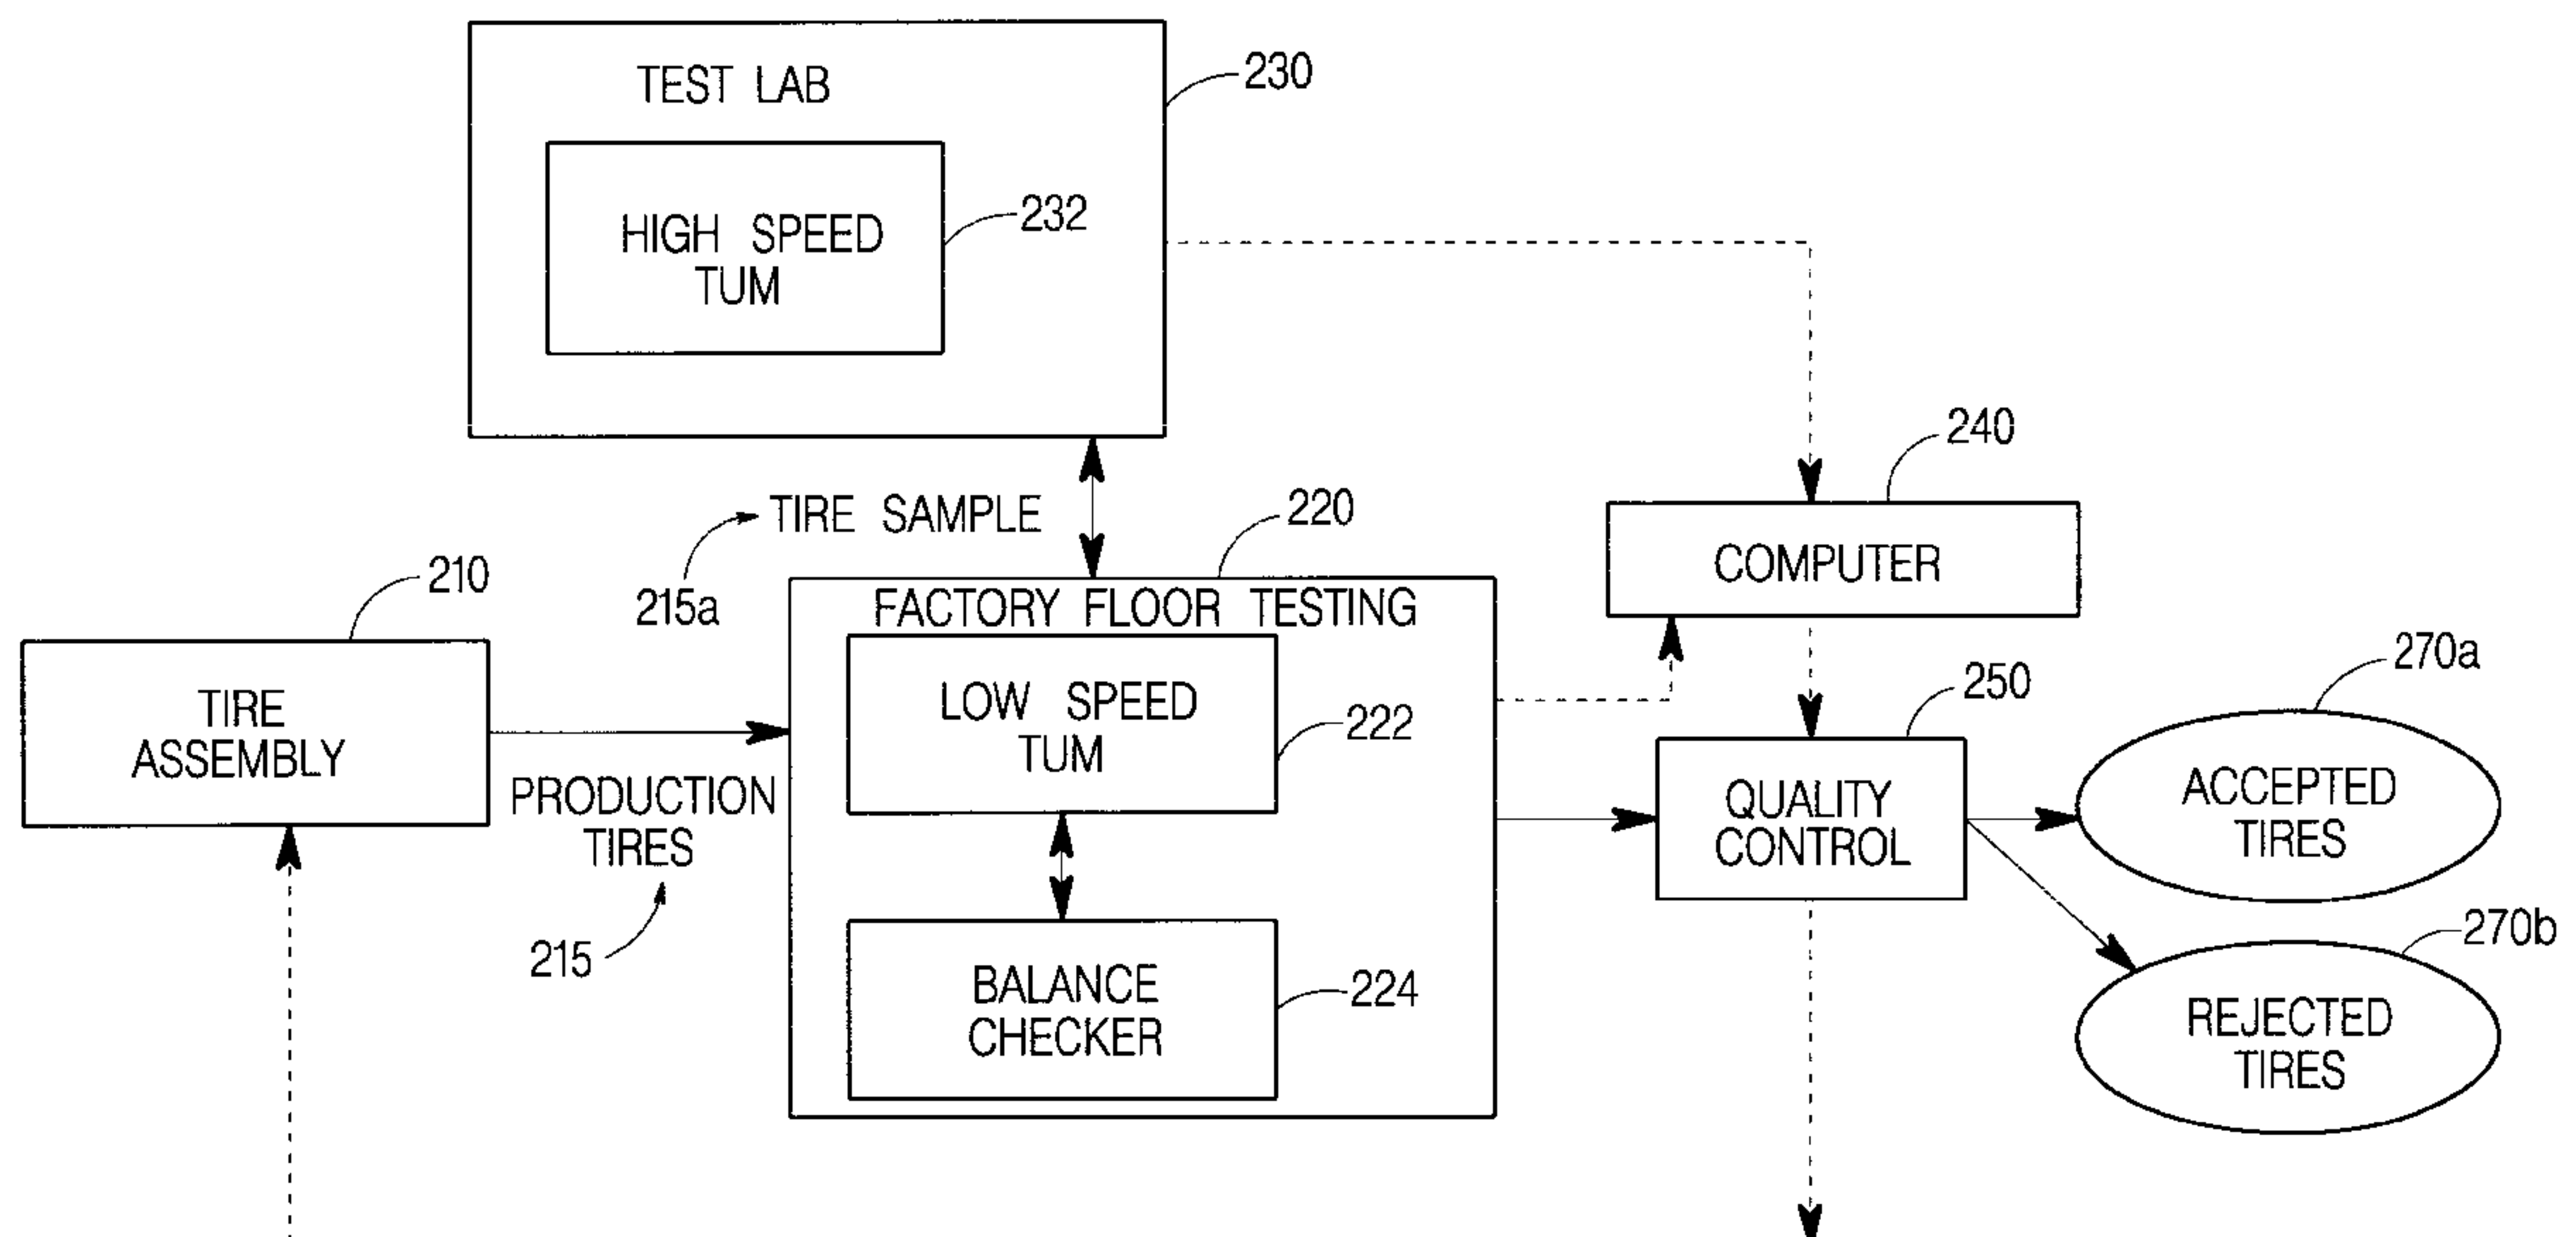 TEST LAB
230
HIGH SPEED
TUM
232
240
COMPUTER
215a
TIRE SAMPLE
220
210
TIRE
ASSEMBLY
PRODUCTION
TIRES
215
FACTORY FLOOR TESTING
LOW SPEED
TUM
222
BALANCE
CHECKER
224
250
QUALITY
CONTROL
270a
ACCEPTED
TIRES
270b
REJECTED
TIRES